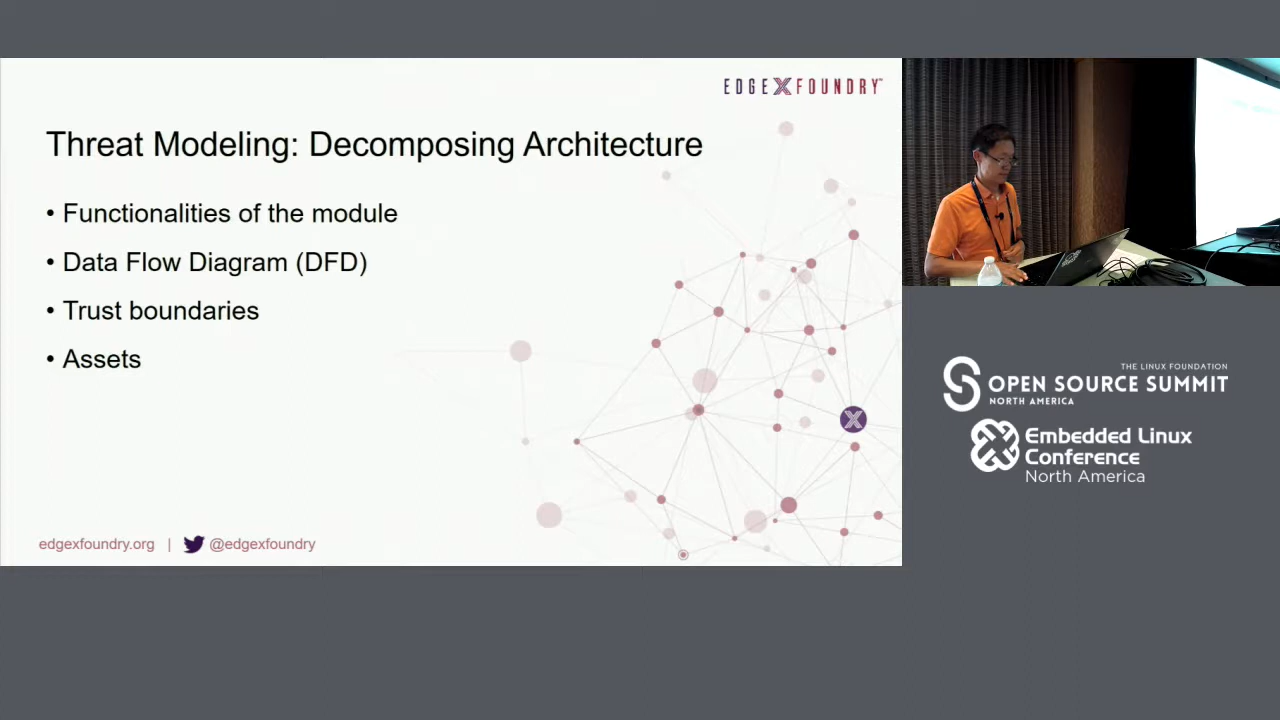 EDGE X FOUNDRY™
Threat Modeling: Decomposing Architecture
• Functionalities of the module
• Data Flow Diagram (DFD)
• Trust boundaries
• Assets
edgexfoundry.org | @edgexfoundry
THE LINUX FOUNDATION
OPEN SOURCE SUMMIT
NORTH AMERICA
Embedded Linux
Conference
North America